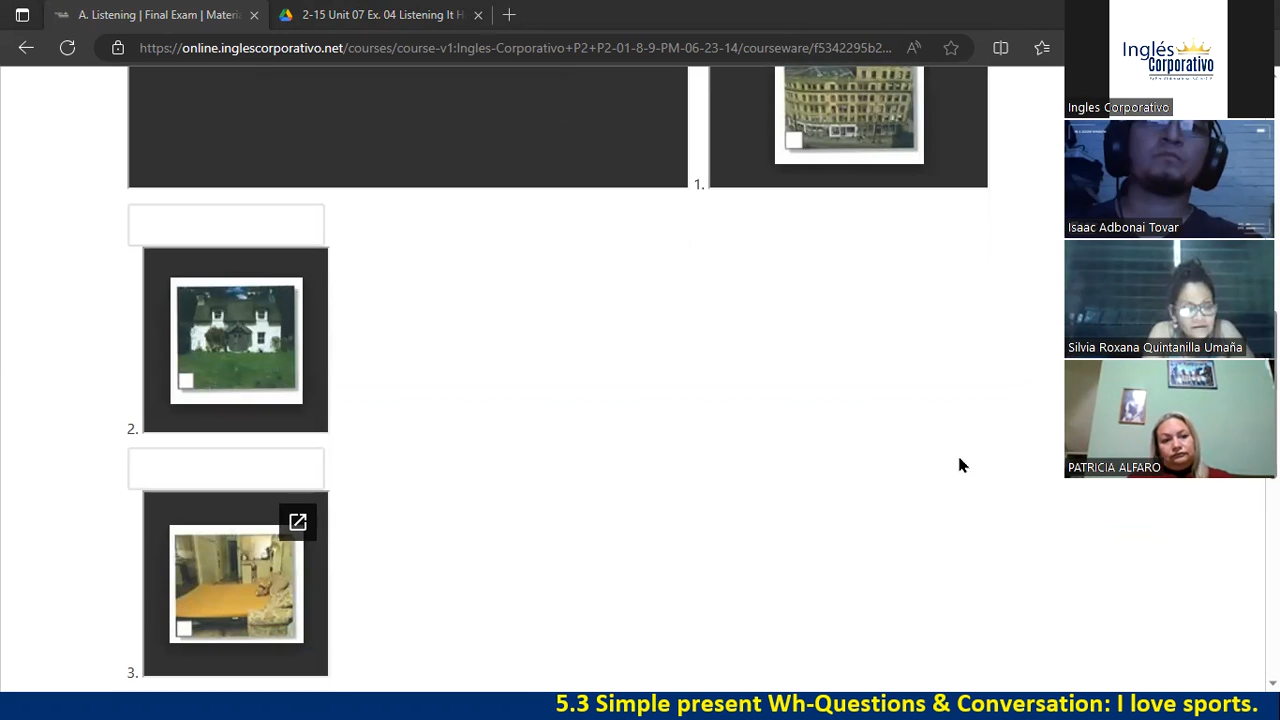 A. Listening | Final Exam | Materia
2-15 Unit 07 Ex. 04 Listening It H
https://online.inglescorporativo.net/courses/course-v1:Ingles-Corporativo+P2+P2-01-8-9-PM-06-23-14/courseware/f5342295b2...
Inglés
Corporativo
Ingles Corporativo
Isaac Adbonai Tovar
Silvia Roxana Quintanilla Umaña
PATRICIA ALFARO
1.
2.
3.
5.3 Simple present Wh-Questions & Conversation: I love sports.